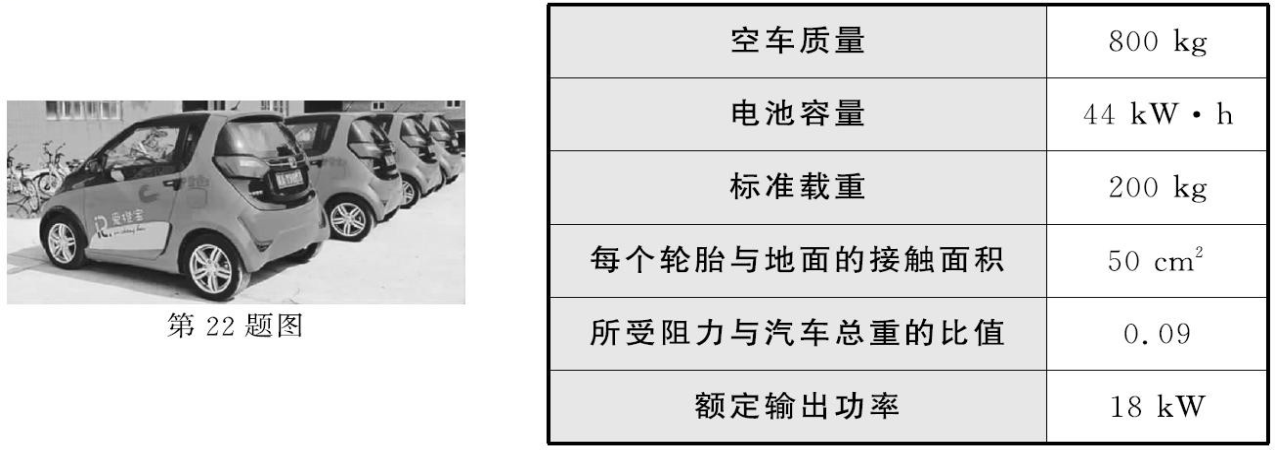 空车质量 800 kg
电池容量 44 kW·h
标准载重 200 kg
每个轮胎与地面的接触面积 50 cm²
所受阻力与汽车总重的比值 0.09
额定输出功率 18 kW
第 22 题图